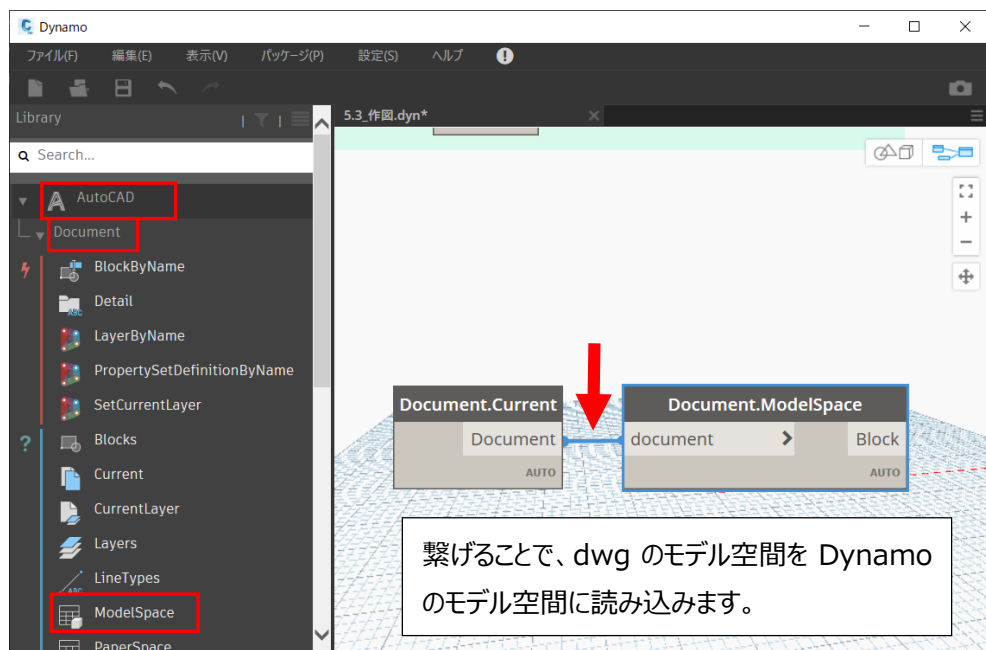 Dynamo
ファイル(F) 編集(E) 表示(V) パッケージ(P) 設定(S) ヘルプ
Library
5.3_作図.dyn*
Search...
AutoCAD
Document
BlockByName
Detail
LayerByName
PropertySetDefinitionByName
SetCurrentLayer
Blocks
Current
CurrentLayer
Layers
LineTypes
ModelSpace
PaperSpace
Document.Current
Document
AUTO
Document.ModelSpace
document > Block
AUTO
繋げることで、dwg のモデル空間を Dynamo
のモデル空間に読み込みます。